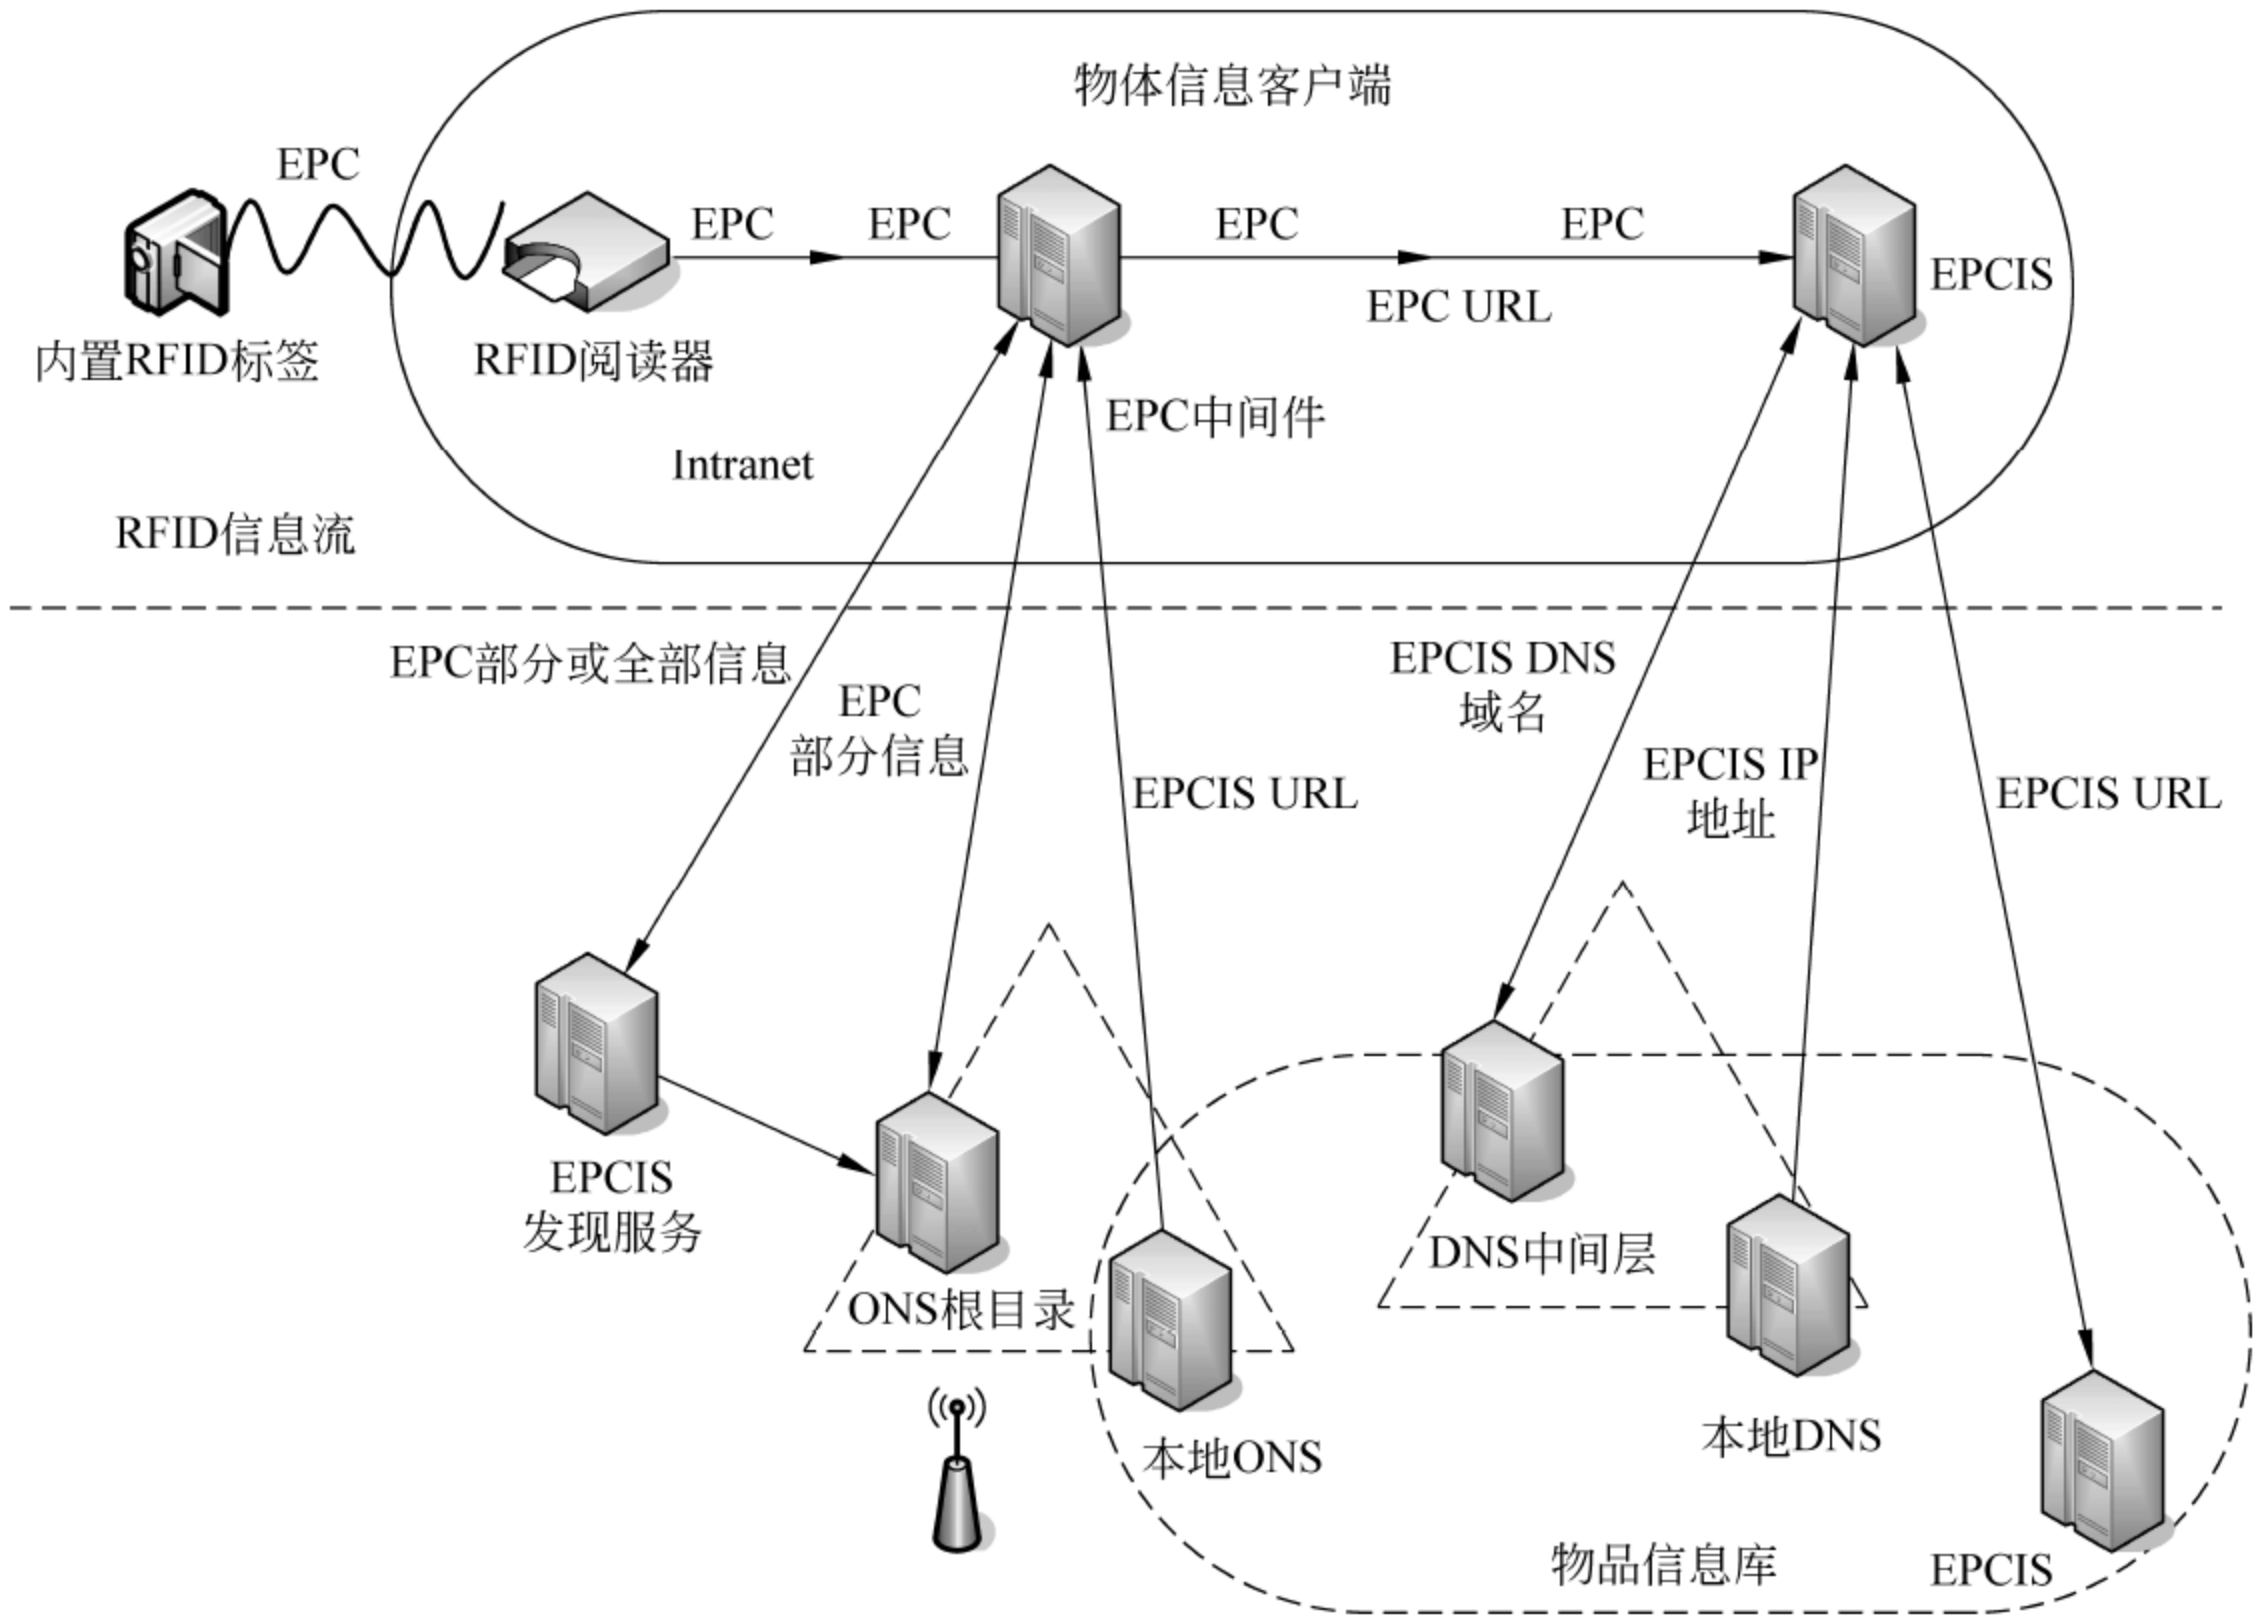 物体信息客户端
EPC
EPC
EPC
EPC
EPC
EPCIS
EPC URL
内置RFID标签
RFID阅读器
EPC中间件
Intranet
RFID信息流
EPC部分或全部信息
EPC
部分信息
EPCIS URL
EPCIS DNS
域名
EPCIS IP
地址
EPCIS URL
EPCIS
发现服务
ONS根目录
DNS中间层
本地ONS
本地DNS
物品信息库
EPCIS